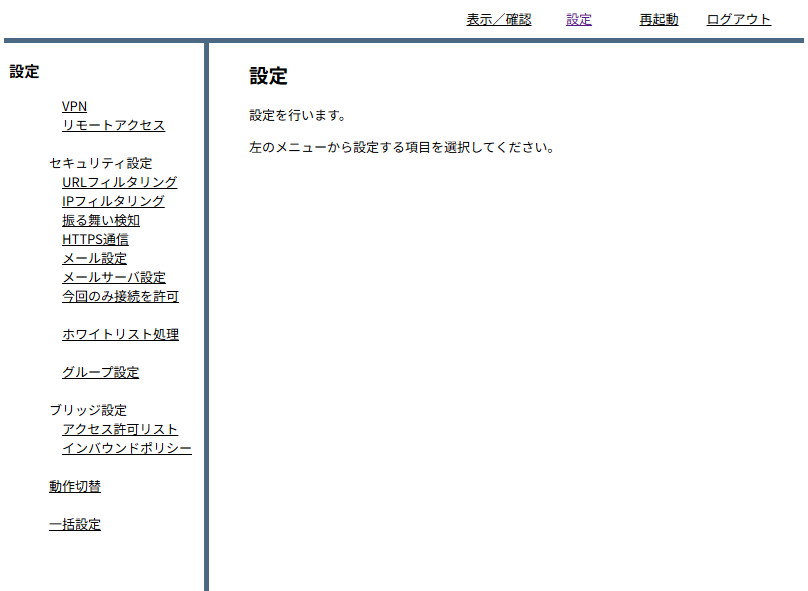 表示／確認 設定 再起動 ログアウト
設定
VPN
リモートアクセス
セキュリティ設定
URLフィルタリング
IPフィルタリング
振る舞い検知
HTTPS通信
メール設定
メールサーバ設定
今回のみ接続を許可
ホワイトリスト処理
グループ設定
ブリッジ設定
アクセス許可リスト
インバウンドポリシー
動作切替
一括設定
設定
設定を行います。
左のメニューから設定する項目を選択してください。